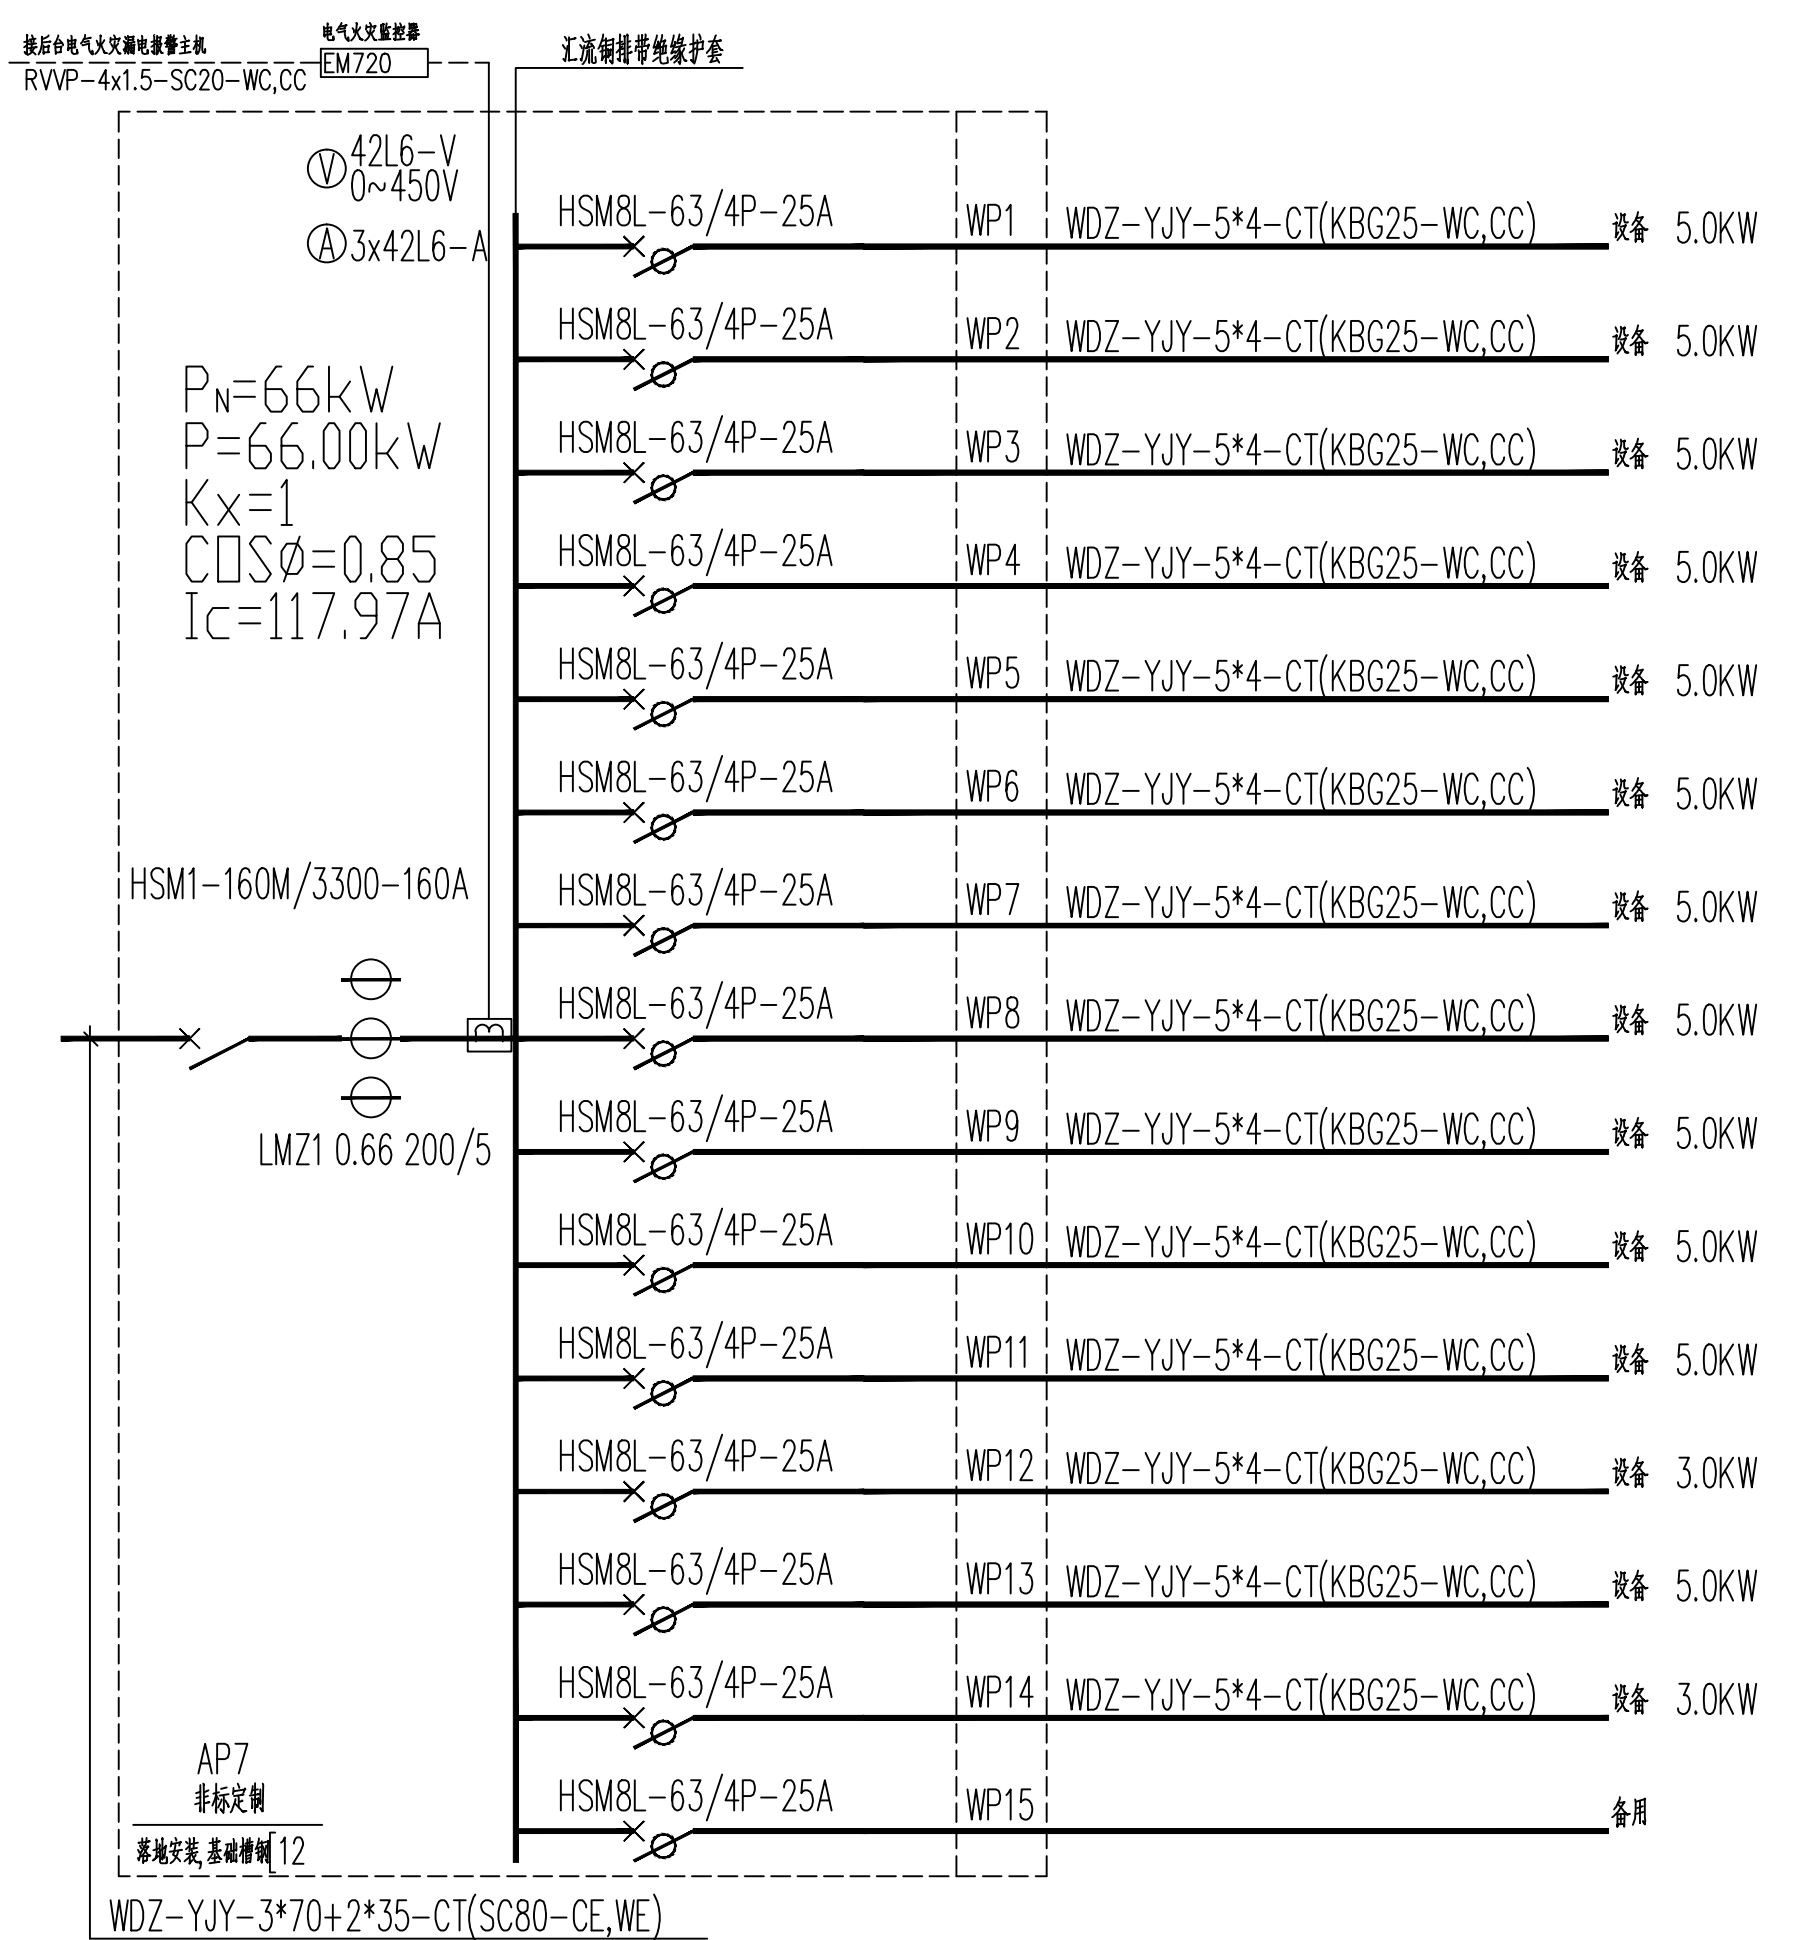 接后台电气火灾漏电报警主机
RVVP-4x1.5-SC20-WC,CC
电气火灾监控器
EM720
汇流铜排带绝缘护套
V
42L6-V
0~450V
A
3x42L6-A
PN=66kW
P=66.00kW
Kx=1
COSø=0.85
Ic=117.97A
HSM1-160M/3300-160A
LMZ1 0.66 200/5
HSM8L-63/4P-25A WP1 WDZ-YJY-5*4-CT(KBG25-WC,CC) 设备 5.0KW
HSM8L-63/4P-25A WP2 WDZ-YJY-5*4-CT(KBG25-WC,CC) 设备 5.0KW
HSM8L-63/4P-25A WP3 WDZ-YJY-5*4-CT(KBG25-WC,CC) 设备 5.0KW
HSM8L-63/4P-25A WP4 WDZ-YJY-5*4-CT(KBG25-WC,CC) 设备 5.0KW
HSM8L-63/4P-25A WP5 WDZ-YJY-5*4-CT(KBG25-WC,CC) 设备 5.0KW
HSM8L-63/4P-25A WP6 WDZ-YJY-5*4-CT(KBG25-WC,CC) 设备 5.0KW
HSM8L-63/4P-25A WP7 WDZ-YJY-5*4-CT(KBG25-WC,CC) 设备 5.0KW
HSM8L-63/4P-25A WP8 WDZ-YJY-5*4-CT(KBG25-WC,CC) 设备 5.0KW
HSM8L-63/4P-25A WP9 WDZ-YJY-5*4-CT(KBG25-WC,CC) 设备 5.0KW
HSM8L-63/4P-25A WP10 WDZ-YJY-5*4-CT(KBG25-WC,CC) 设备 5.0KW
HSM8L-63/4P-25A WP11 WDZ-YJY-5*4-CT(KBG25-WC,CC) 设备 5.0KW
HSM8L-63/4P-25A WP12 WDZ-YJY-5*4-CT(KBG25-WC,CC) 设备 3.0KW
HSM8L-63/4P-25A WP13 WDZ-YJY-5*4-CT(KBG25-WC,CC) 设备 5.0KW
HSM8L-63/4P-25A WP14 WDZ-YJY-5*4-CT(KBG25-WC,CC) 设备 3.0KW
HSM8L-63/4P-25A WP15 备用
AP7
非标定制
落地安装,基础槽钢[12
WDZ-YJY-3*70+2*35-CT(SC80-CE,WE)